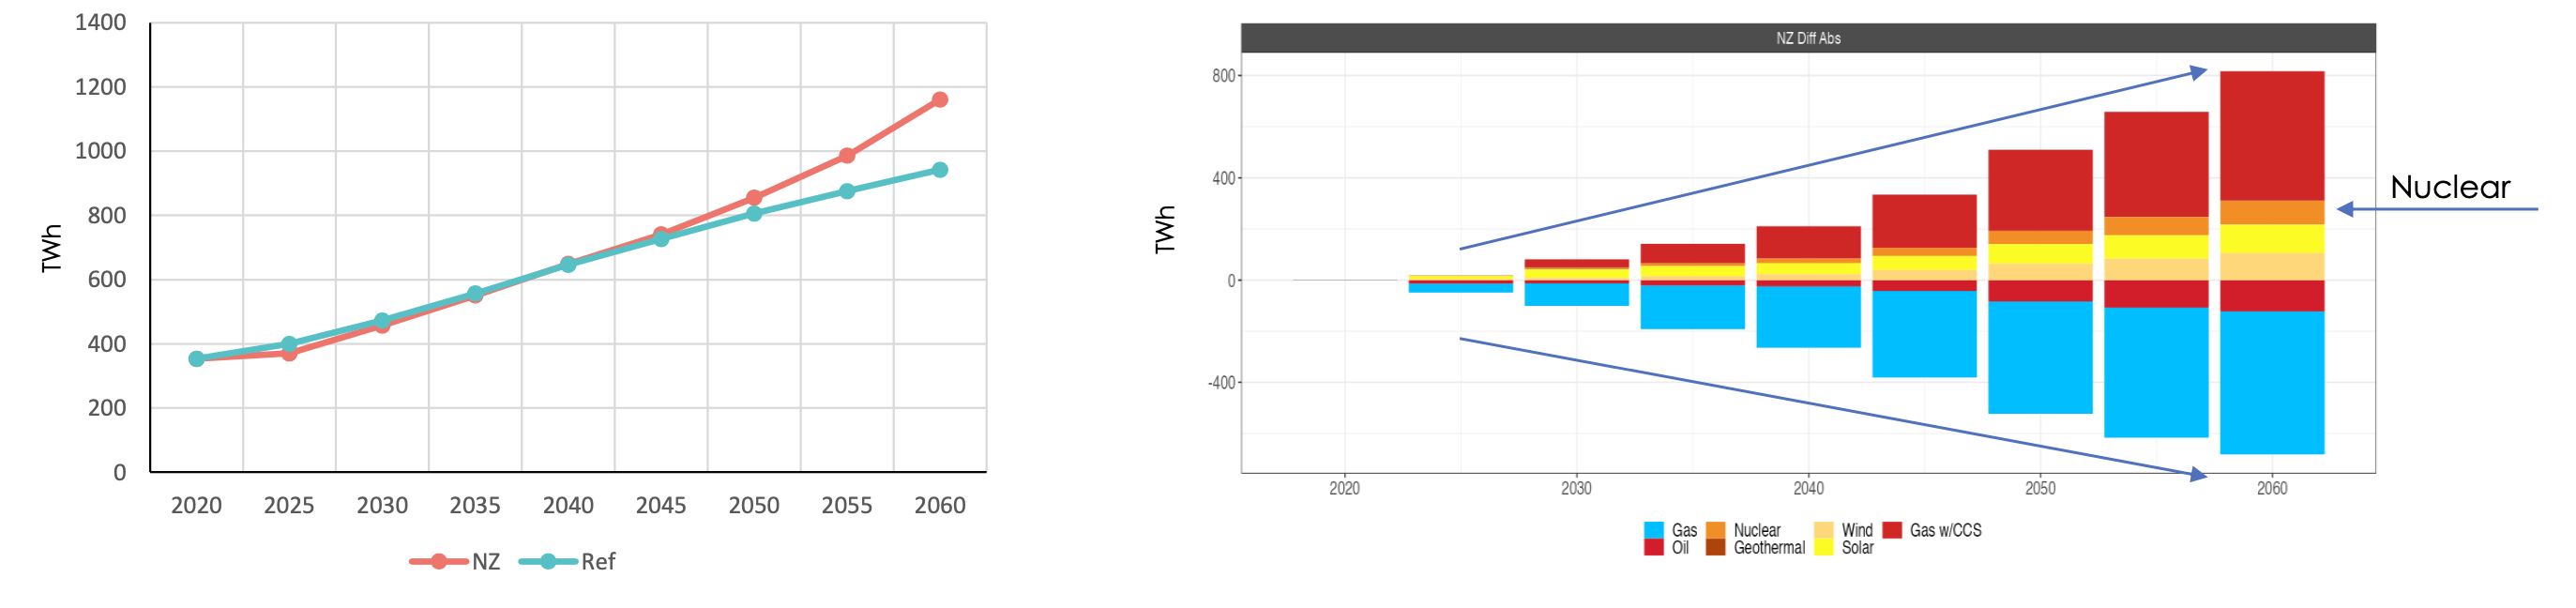 1400
1200
1000
800
600
400
200
0
TWh
2020 2025 2030 2035 2040 2045 2050 2055 2060
NZ Ref
NZ Diff Abs
800
400
0
-400
TWh
2020 2030 2040 2050 2060
Nuclear
Gas Nuclear Wind Gas w/CCS
Oil Geothermal Solar